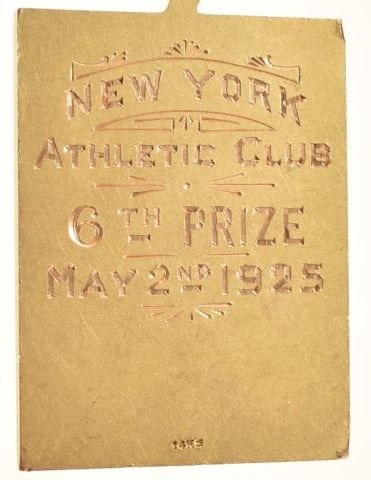 NEW YORK
ATHLETIC CLUB
6TH PRIZE
MAY 2ND 1925